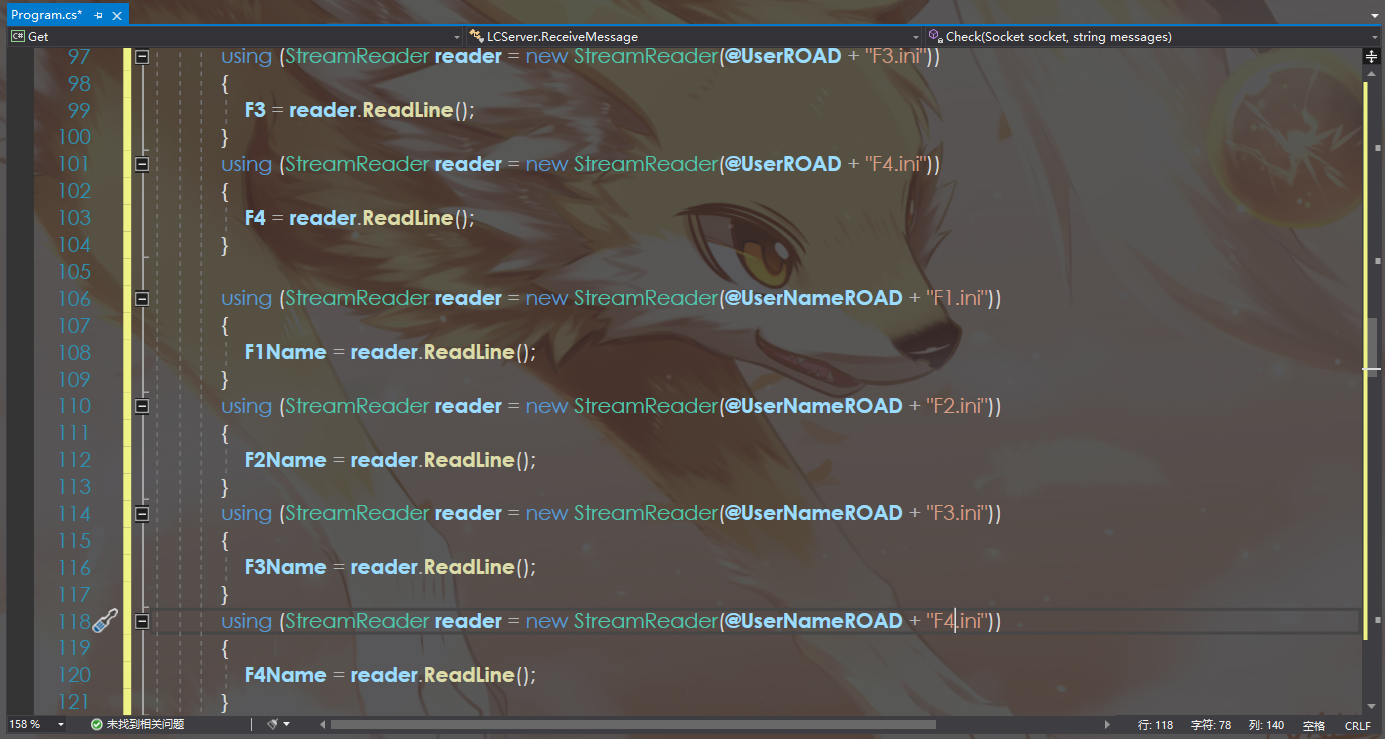 Program.cs*
Get LCServer.ReceiveMessage Check(Socket socket, string messages)
97 using (StreamReader reader = new StreamReader(@UserROAD + "F3.ini"))
98 {
99 F3 = reader.ReadLine();
100 }
101 using (StreamReader reader = new StreamReader(@UserROAD + "F4.ini"))
102 {
103 F4 = reader.ReadLine();
104 }
105
106 using (StreamReader reader = new StreamReader(@UserNameROAD + "F1.ini"))
107 {
108 F1Name = reader.ReadLine();
109 }
110 using (StreamReader reader = new StreamReader(@UserNameROAD + "F2.ini"))
111 {
112 F2Name = reader.ReadLine();
113 }
114 using (StreamReader reader = new StreamReader(@UserNameROAD + "F3.ini"))
115 {
116 F3Name = reader.ReadLine();
117 }
118 using (StreamReader reader = new StreamReader(@UserNameROAD + "F4.ini"))
119 {
120 F4Name = reader.ReadLine();
121 }
158 % 未找到相关问题 行: 118 字符: 78 列: 140 空格 CRLF